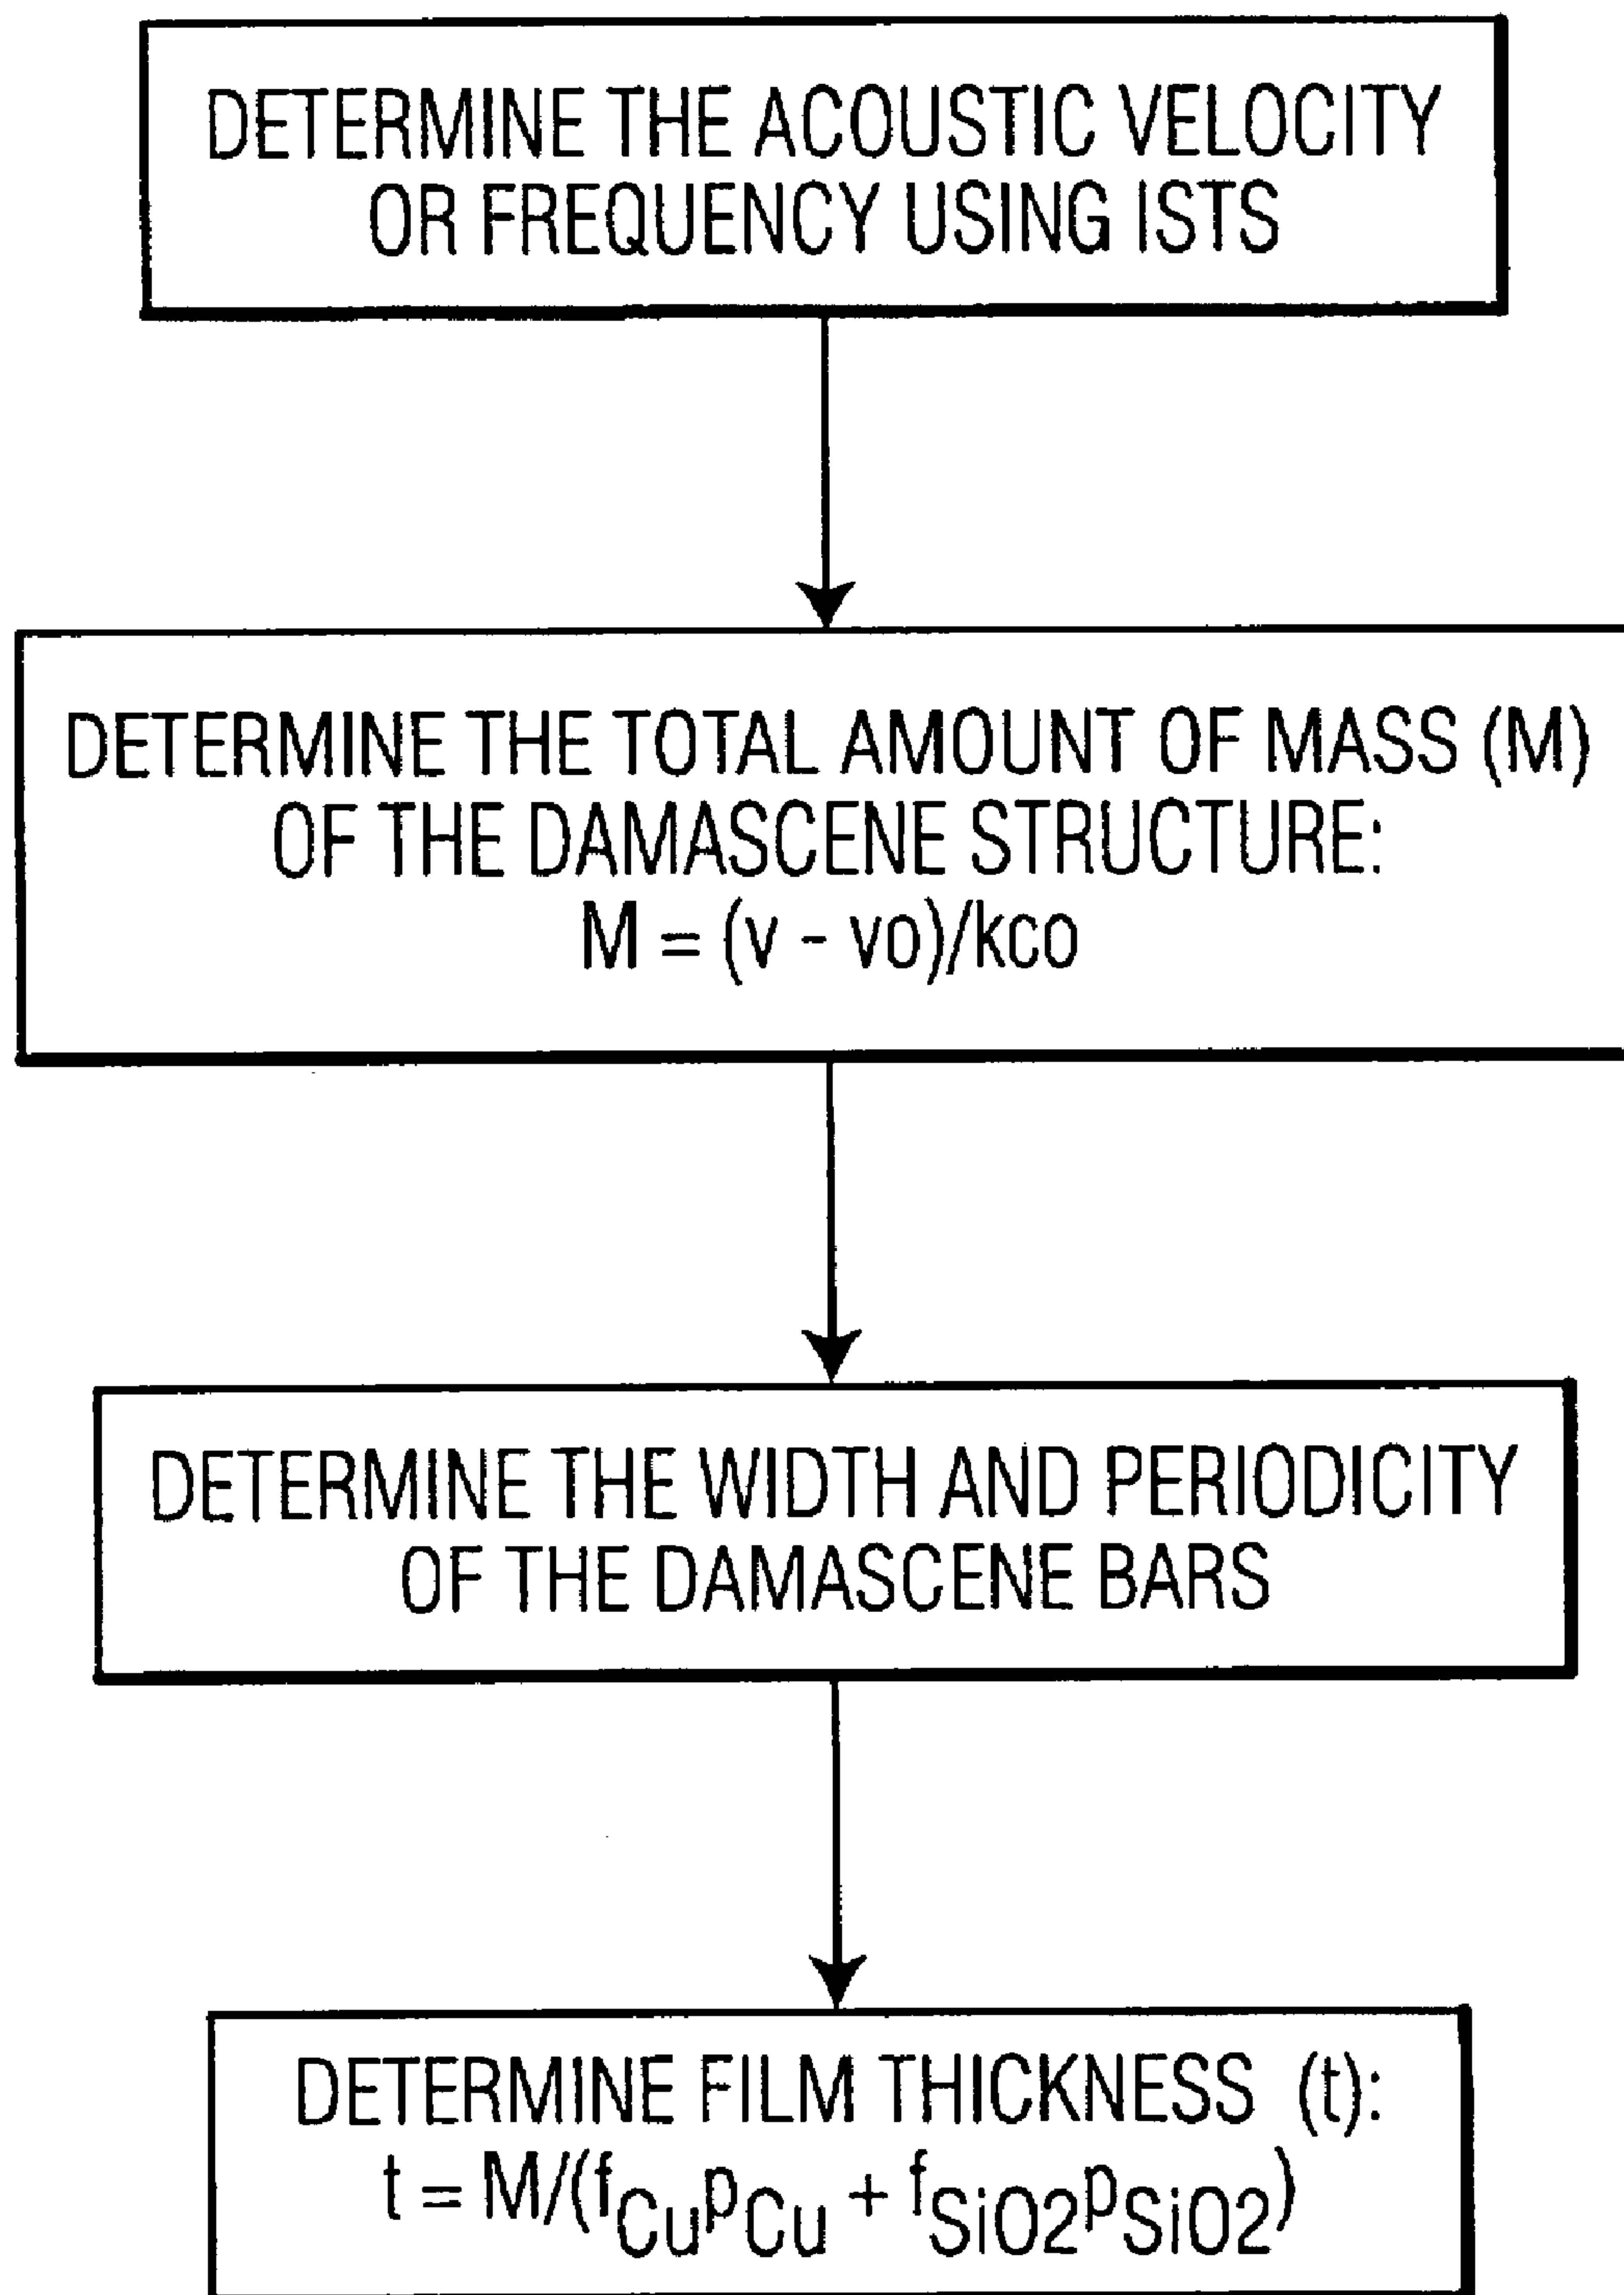 DETERMINE THE ACOUSTIC VELOCITY
OR FREQUENCY USING ISTS
DETERMINE THE TOTAL AMOUNT OF MASS (M)
OF THE DAMASCENE STRUCTURE:
M = (v - vo)/kco
DETERMINE THE WIDTH AND PERIODICITY
OF THE DAMASCENE BARS
DETERMINE FILM THICKNESS (t):
t = M/(fCupCu + fSiO2pSiO2)